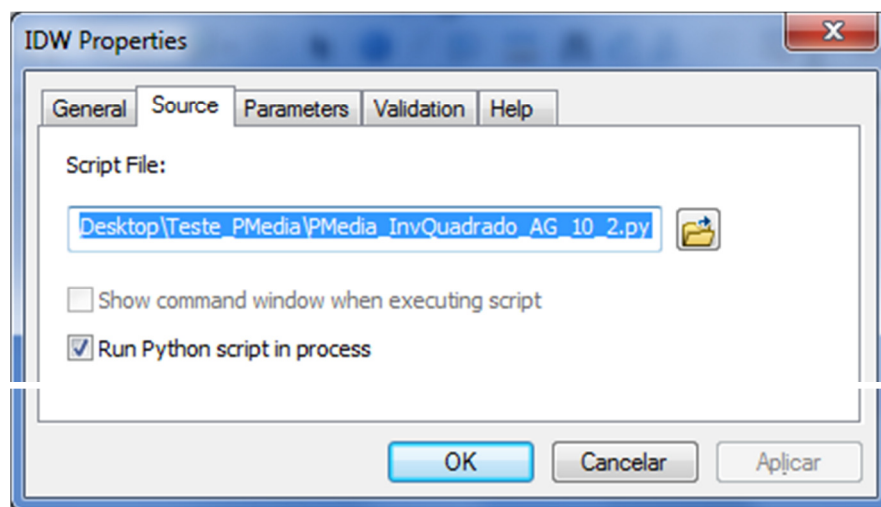 IDW Properties
General Source Parameters Validation Help
Script File:
Desktop\Teste_PMedia\PMedia_InvQuadrado_AG_10_2.py
Show command window when executing script
Run Python script in process
OK Cancelar Aplicar